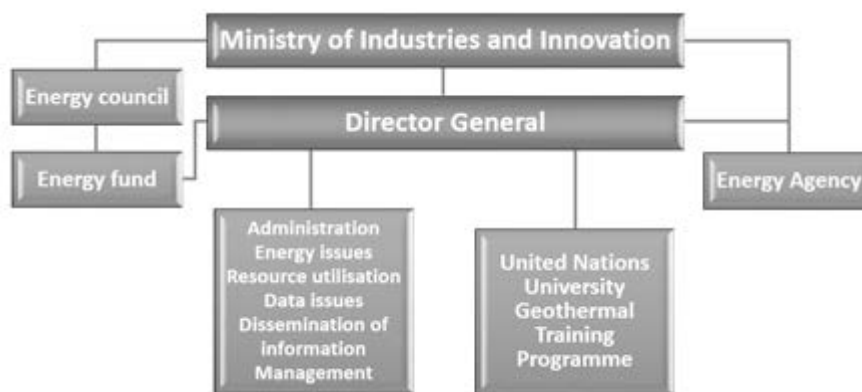 Ministry of Industries and Innovation
Energy council
Director General
Energy fund
Energy Agency
Administration
Energy issues
Resource utilisation
Data issues
Dissemination of
information
Management
United Nations
University
Geothermal
Training
Programme